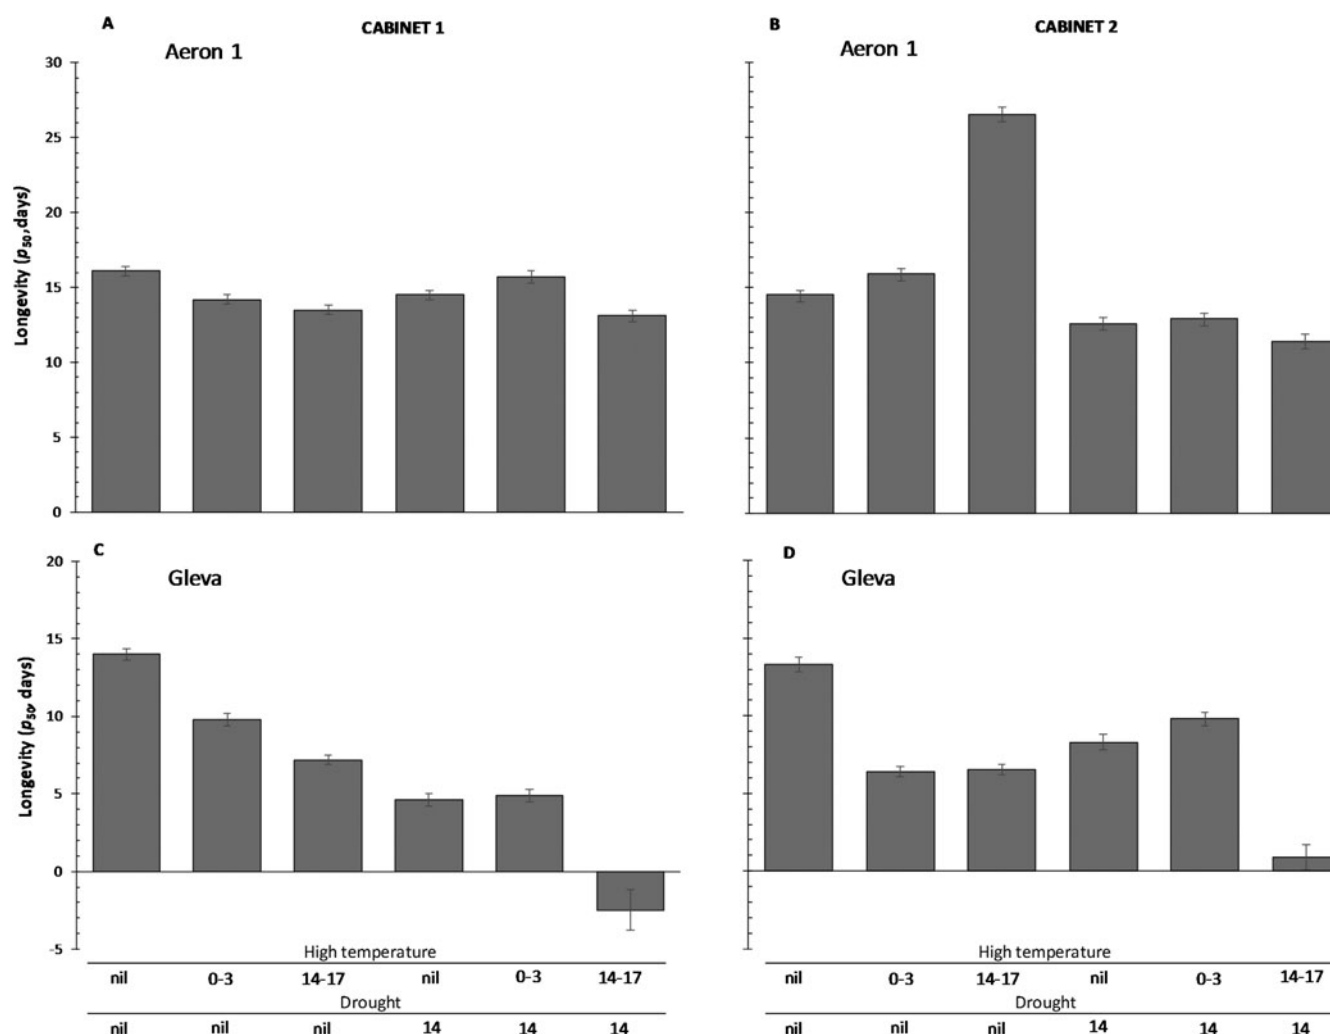 A
CABINET 1
Aeron 1
30
25
20
15
10
5
0
Longevity (p50, days)
B
CABINET 2
Aeron 1
C
Gleva
20
15
10
5
0
-5
Longevity (p50, days)
D
Gleva
High temperature
nil 0-3 14-17 nil 0-3 14-17
Drought
nil nil nil 14 14 14
High temperature
nil 0-3 14-17 nil 0-3 14-17
Drought
nil nil nil 14 14 14